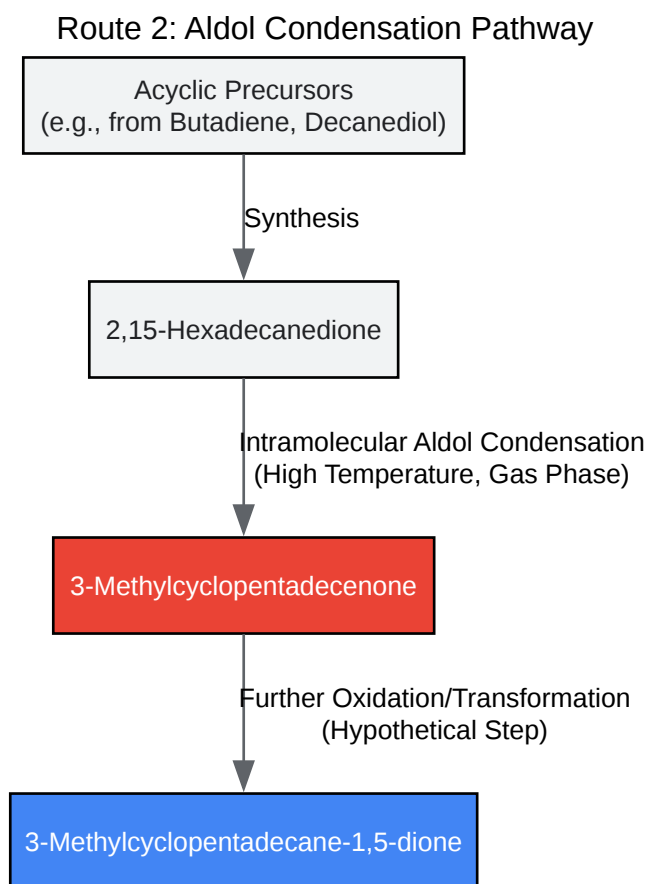 Route 2: Aldol Condensation Pathway
Acyclic Precursors
(e.g., from Butadiene, Decanediol)
Synthesis
2,15-Hexadecanedione
Intramolecular Aldol Condensation
(High Temperature, Gas Phase)
3-Methylcyclopentadecenone
Further Oxidation/Transformation
(Hypothetical Step)
3-Methylcyclopentadecane-1,5-dione